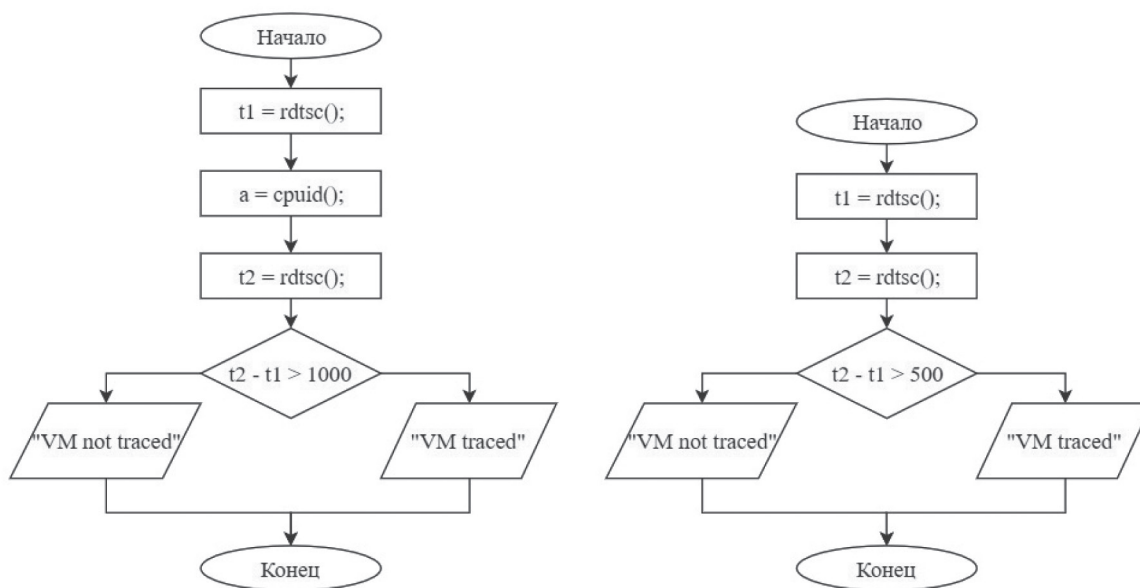 Начало
t1 = rdtsc();
a = cpuid();
t2 = rdtsc();
t2 - t1 > 1000
"VM not traced"
"VM traced"
Конец
Начало
t1 = rdtsc();
t2 = rdtsc();
t2 - t1 > 500
"VM not traced"
"VM traced"
Конец